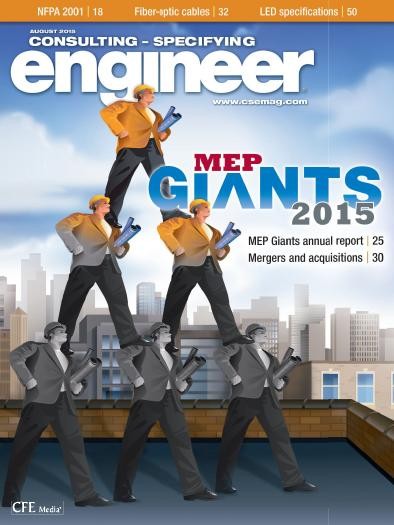 NFPA 2001 | 18
Fiber-optic cables | 32
LED specifications | 50
AUGUST 2015
CONSULTING – SPECIFYING
engineer
www.csemag.com
MEP
GIANTS
2015
MEP Giants annual report | 25
Mergers and acquisitions | 30
CFE Media